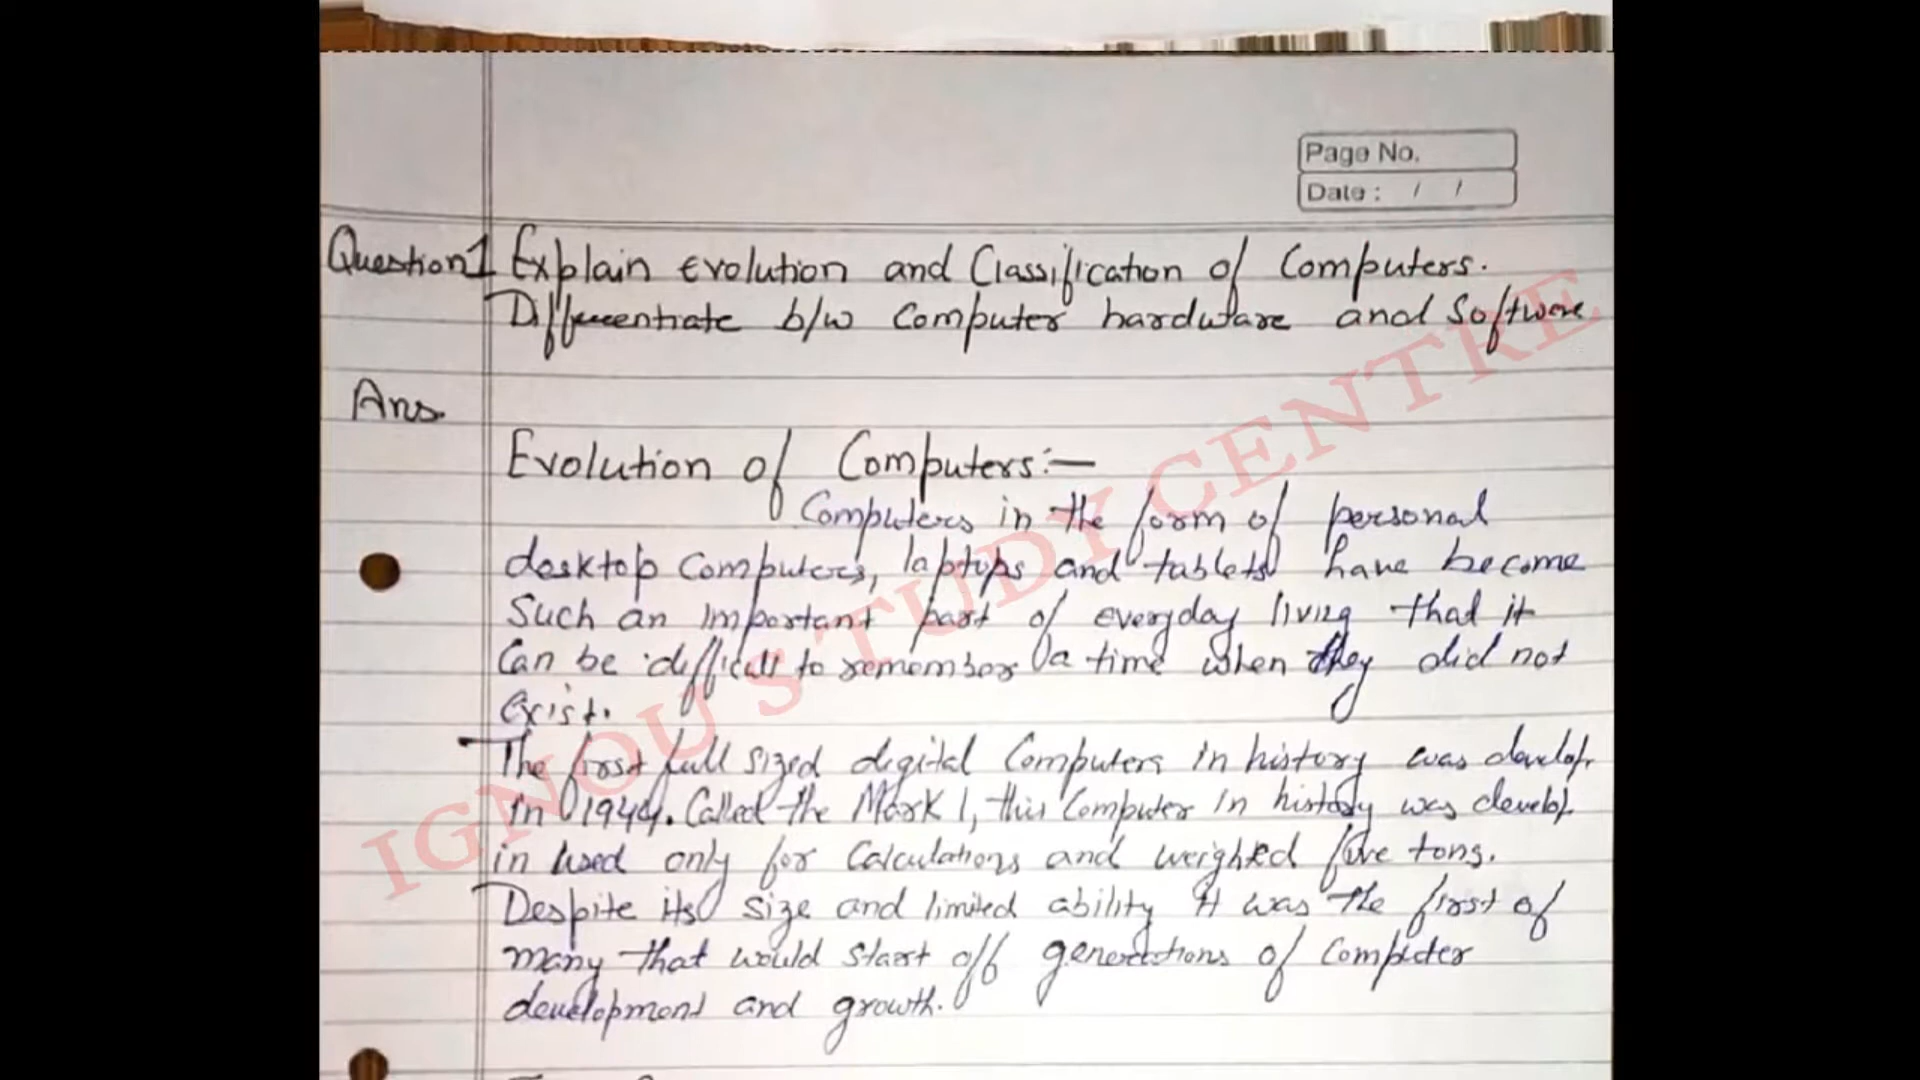 Page No.
Date : / /
Question 1 Explain evolution and Classification of Computers.
Differentiate b/w Computer hardware and Software
Ans
Evolution of Computers:—
Computers in the form of personal
desktop Computers, laptops and tablets have become
Such an important part of everyday living that it
Can be difficult to remember a time when they did not
exist.
The first full sized digital Computers in history was develop
in 1944. Called the Mark 1, this Computer in history was develop
in used only for Calculations and weighted five tons.
Despite its size and limited ability it was the first of
many that would start off generations of Computer
development and growth.
IGNOU STUDY CENTRE